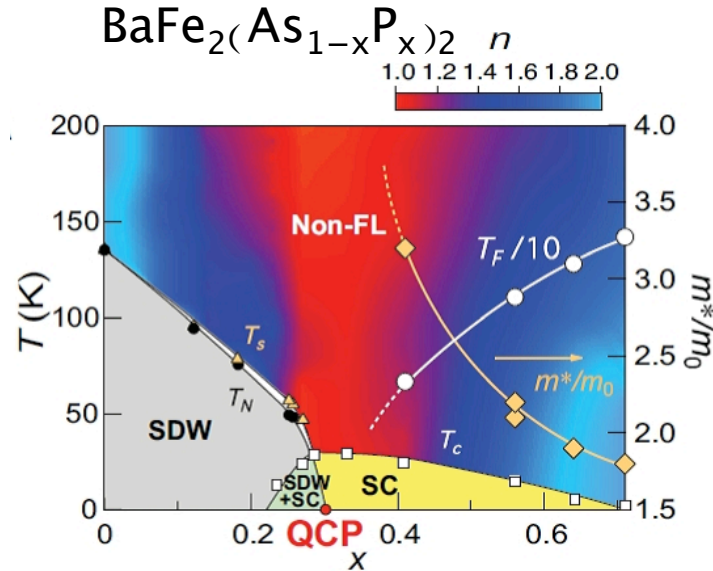 BaFe2(As1−xPx)2
n
1.0 1.2 1.4 1.6 1.8 2.0
200
150
100
50
0
T (K)
4.0
3.5
3.0
2.5
2.0
1.5
m*/m0
Non-FL
TF/10
Ts
TN
m*/m0
SDW
Tc
SDW
+SC
SC
0 0.2 0.4 0.6
QCP
x